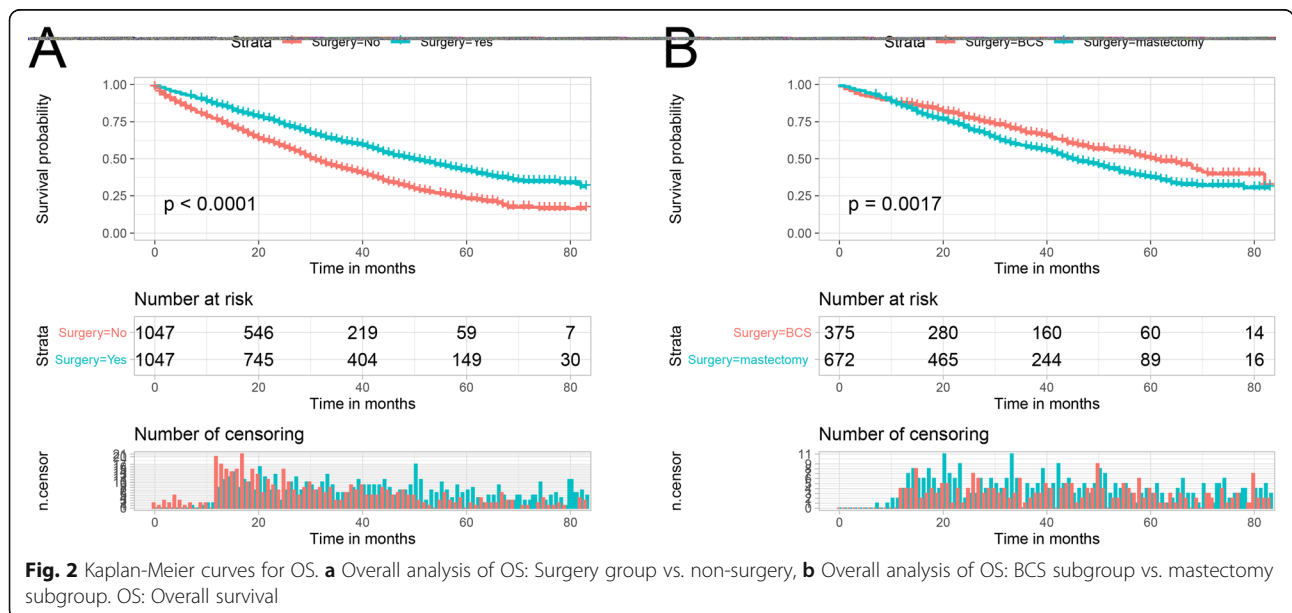 A
Strata Surgery=No Surgery=Yes
Survival probability
1.00
0.75
0.50
0.25
0.00
p < 0.0001
0 20 40 60 80
Time in months
Number at risk
Strata
Surgery=No 1047 546 219 59 7
Surgery=Yes 1047 745 404 149 30
0 20 40 60 80
Time in months
Number of censoring
n.censor
0 20 40 60 80
Time in months
B
Strata Surgery=BCS Surgery=mastectomy
Survival probability
1.00
0.75
0.50
0.25
0.00
p = 0.0017
0 20 40 60 80
Time in months
Number at risk
Strata
Surgery=BCS 375 280 160 60 14
Surgery=mastectomy 672 465 244 89 16
0 20 40 60 80
Time in months
Number of censoring
n.censor
11
0 20 40 60 80
Time in months
Fig. 2 Kaplan-Meier curves for OS. a Overall analysis of OS: Surgery group vs. non-surgery, b Overall analysis of OS: BCS subgroup vs. mastectomy
subgroup. OS: Overall survival